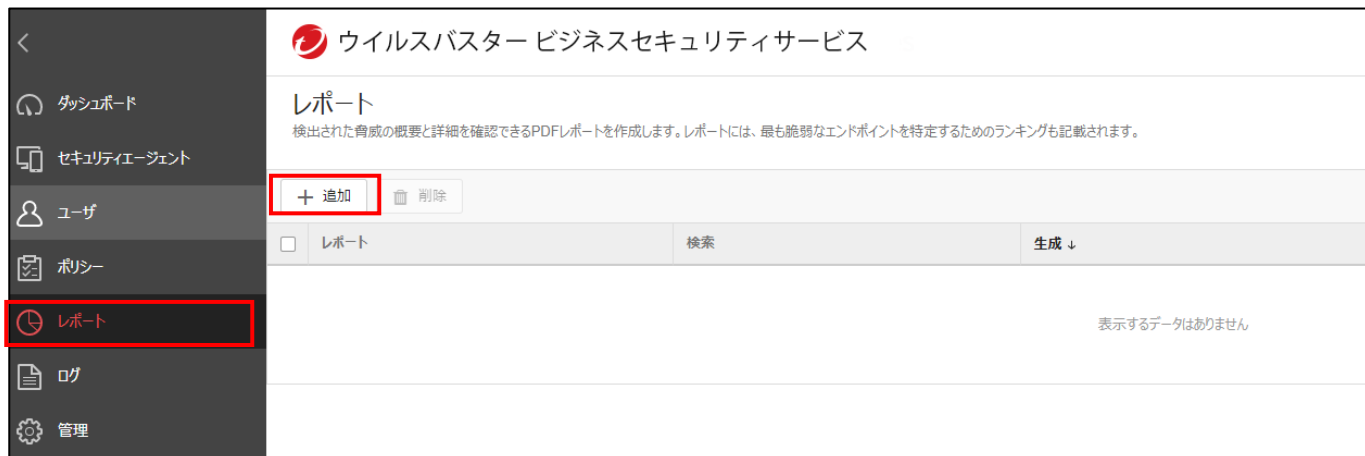 ウイルスバスター ビジネスセキュリティサービス
ダッシュボード
セキュリティエージェント
ユーザ
ポリシー
レポート
ログ
管理
レポート
検出された脅威の概要と詳細を確認できるPDFレポートを作成します。レポートには、最も脆弱なエンドポイントを特定するためのランキングも記載されます。
+ 追加 削除
レポート 検索 生成 ↓
表示するデータはありません